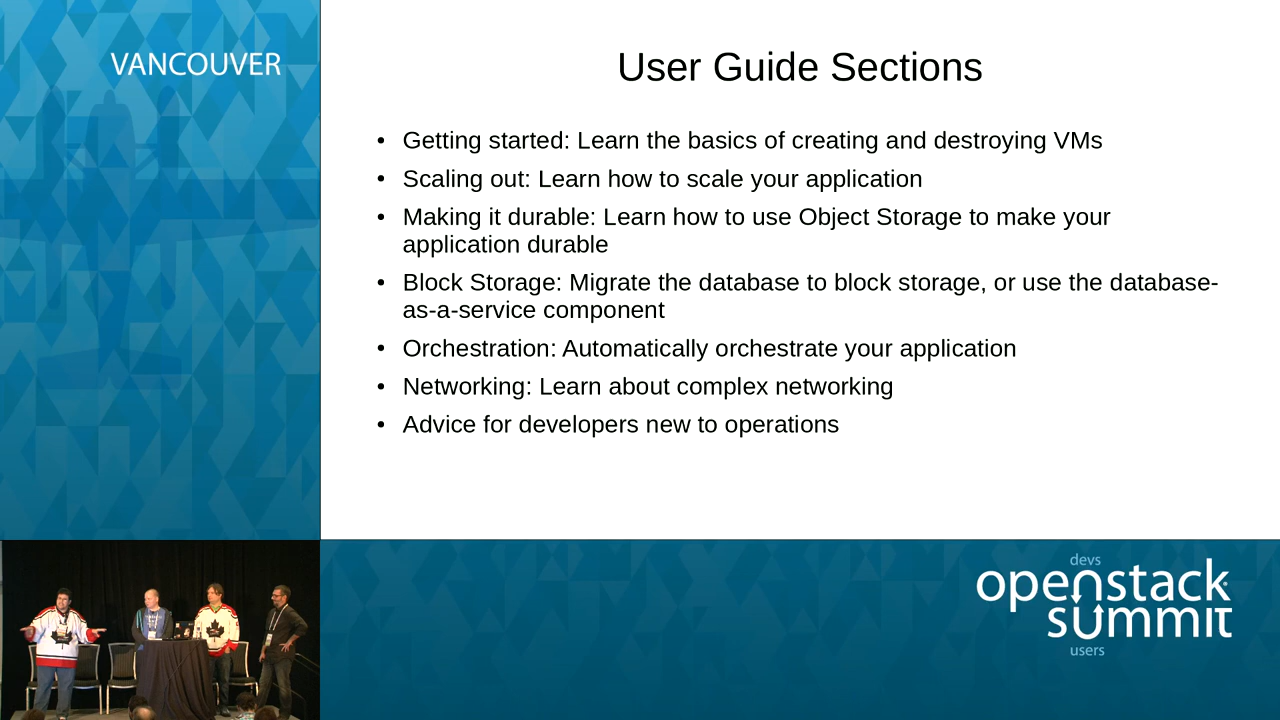 VANCOUVER
User Guide Sections
• Getting started: Learn the basics of creating and destroying VMs
• Scaling out: Learn how to scale your application
• Making it durable: Learn how to use Object Storage to make your
application durable
• Block Storage: Migrate the database to block storage, or use the database-
as-a-service component
• Orchestration: Automatically orchestrate your application
• Networking: Learn about complex networking
• Advice for developers new to operations
devs
openstack
summit
users